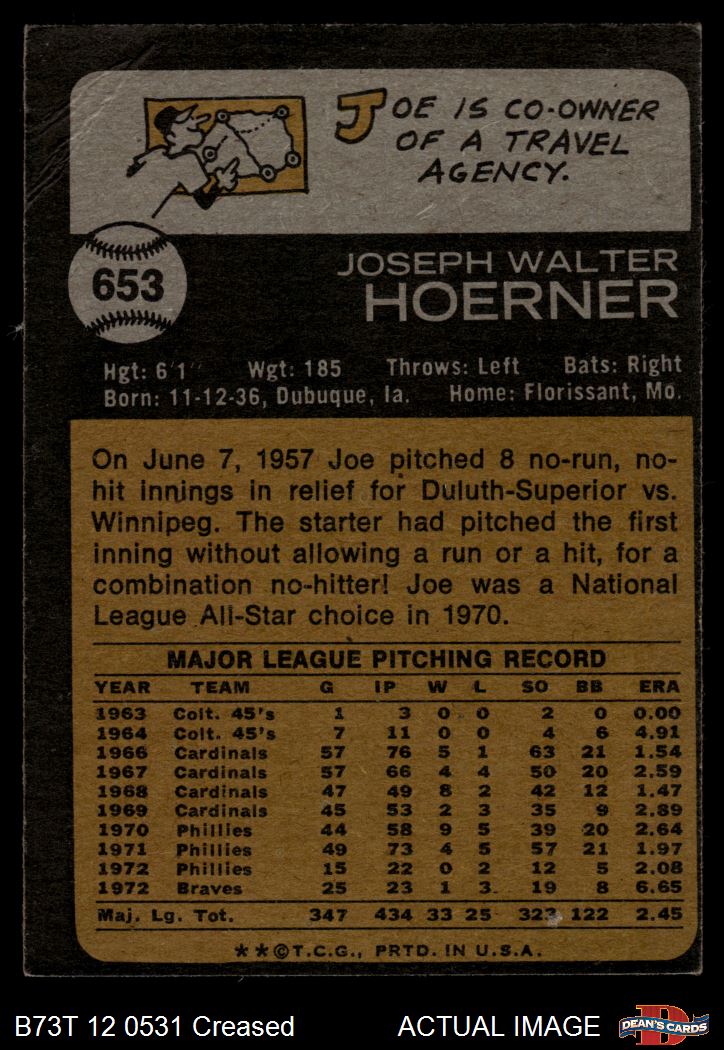 JOE IS CO-OWNER
OF A TRAVEL
AGENCY.
653
JOSEPH WALTER
HOERNER
Hgt: 6'1" Wgt: 185 Throws: Left Bats: Right
Born: 11-12-36, Dubuque, Ia. Home: Florissant, Mo.
On June 7, 1957 Joe pitched 8 no-run, no-
hit innings in relief for Duluth-Superior vs.
Winnipeg. The starter had pitched the first
inning without allowing a run or a hit, for a
combination no-hitter! Joe was a National
League All-Star choice in 1970.
MAJOR LEAGUE PITCHING RECORD
YEAR TEAM G IP W L SO BB ERA
1963 Colt. 45's 1 3 0 0 2 0 0.00
1964 Colt. 45's 7 11 0 0 4 6 4.91
1966 Cardinals 57 76 5 1 63 21 1.54
1967 Cardinals 57 66 4 4 50 20 2.59
1968 Cardinals 47 49 8 2 42 12 1.47
1969 Cardinals 45 53 2 3 35 9 2.89
1970 Phillies 44 58 9 5 39 20 2.64
1971 Phillies 49 73 4 5 57 21 1.97
1972 Phillies 15 22 0 2 12 5 2.08
1972 Braves 25 23 1 3 19 8 6.65
Maj. Lg. Tot. 347 434 33 25 323 122 2.45
**©T.C.G., PRTD. IN U.S.A.
B73T 12 0531 Creased ACTUAL IMAGE
D
DEAN'S CARDS